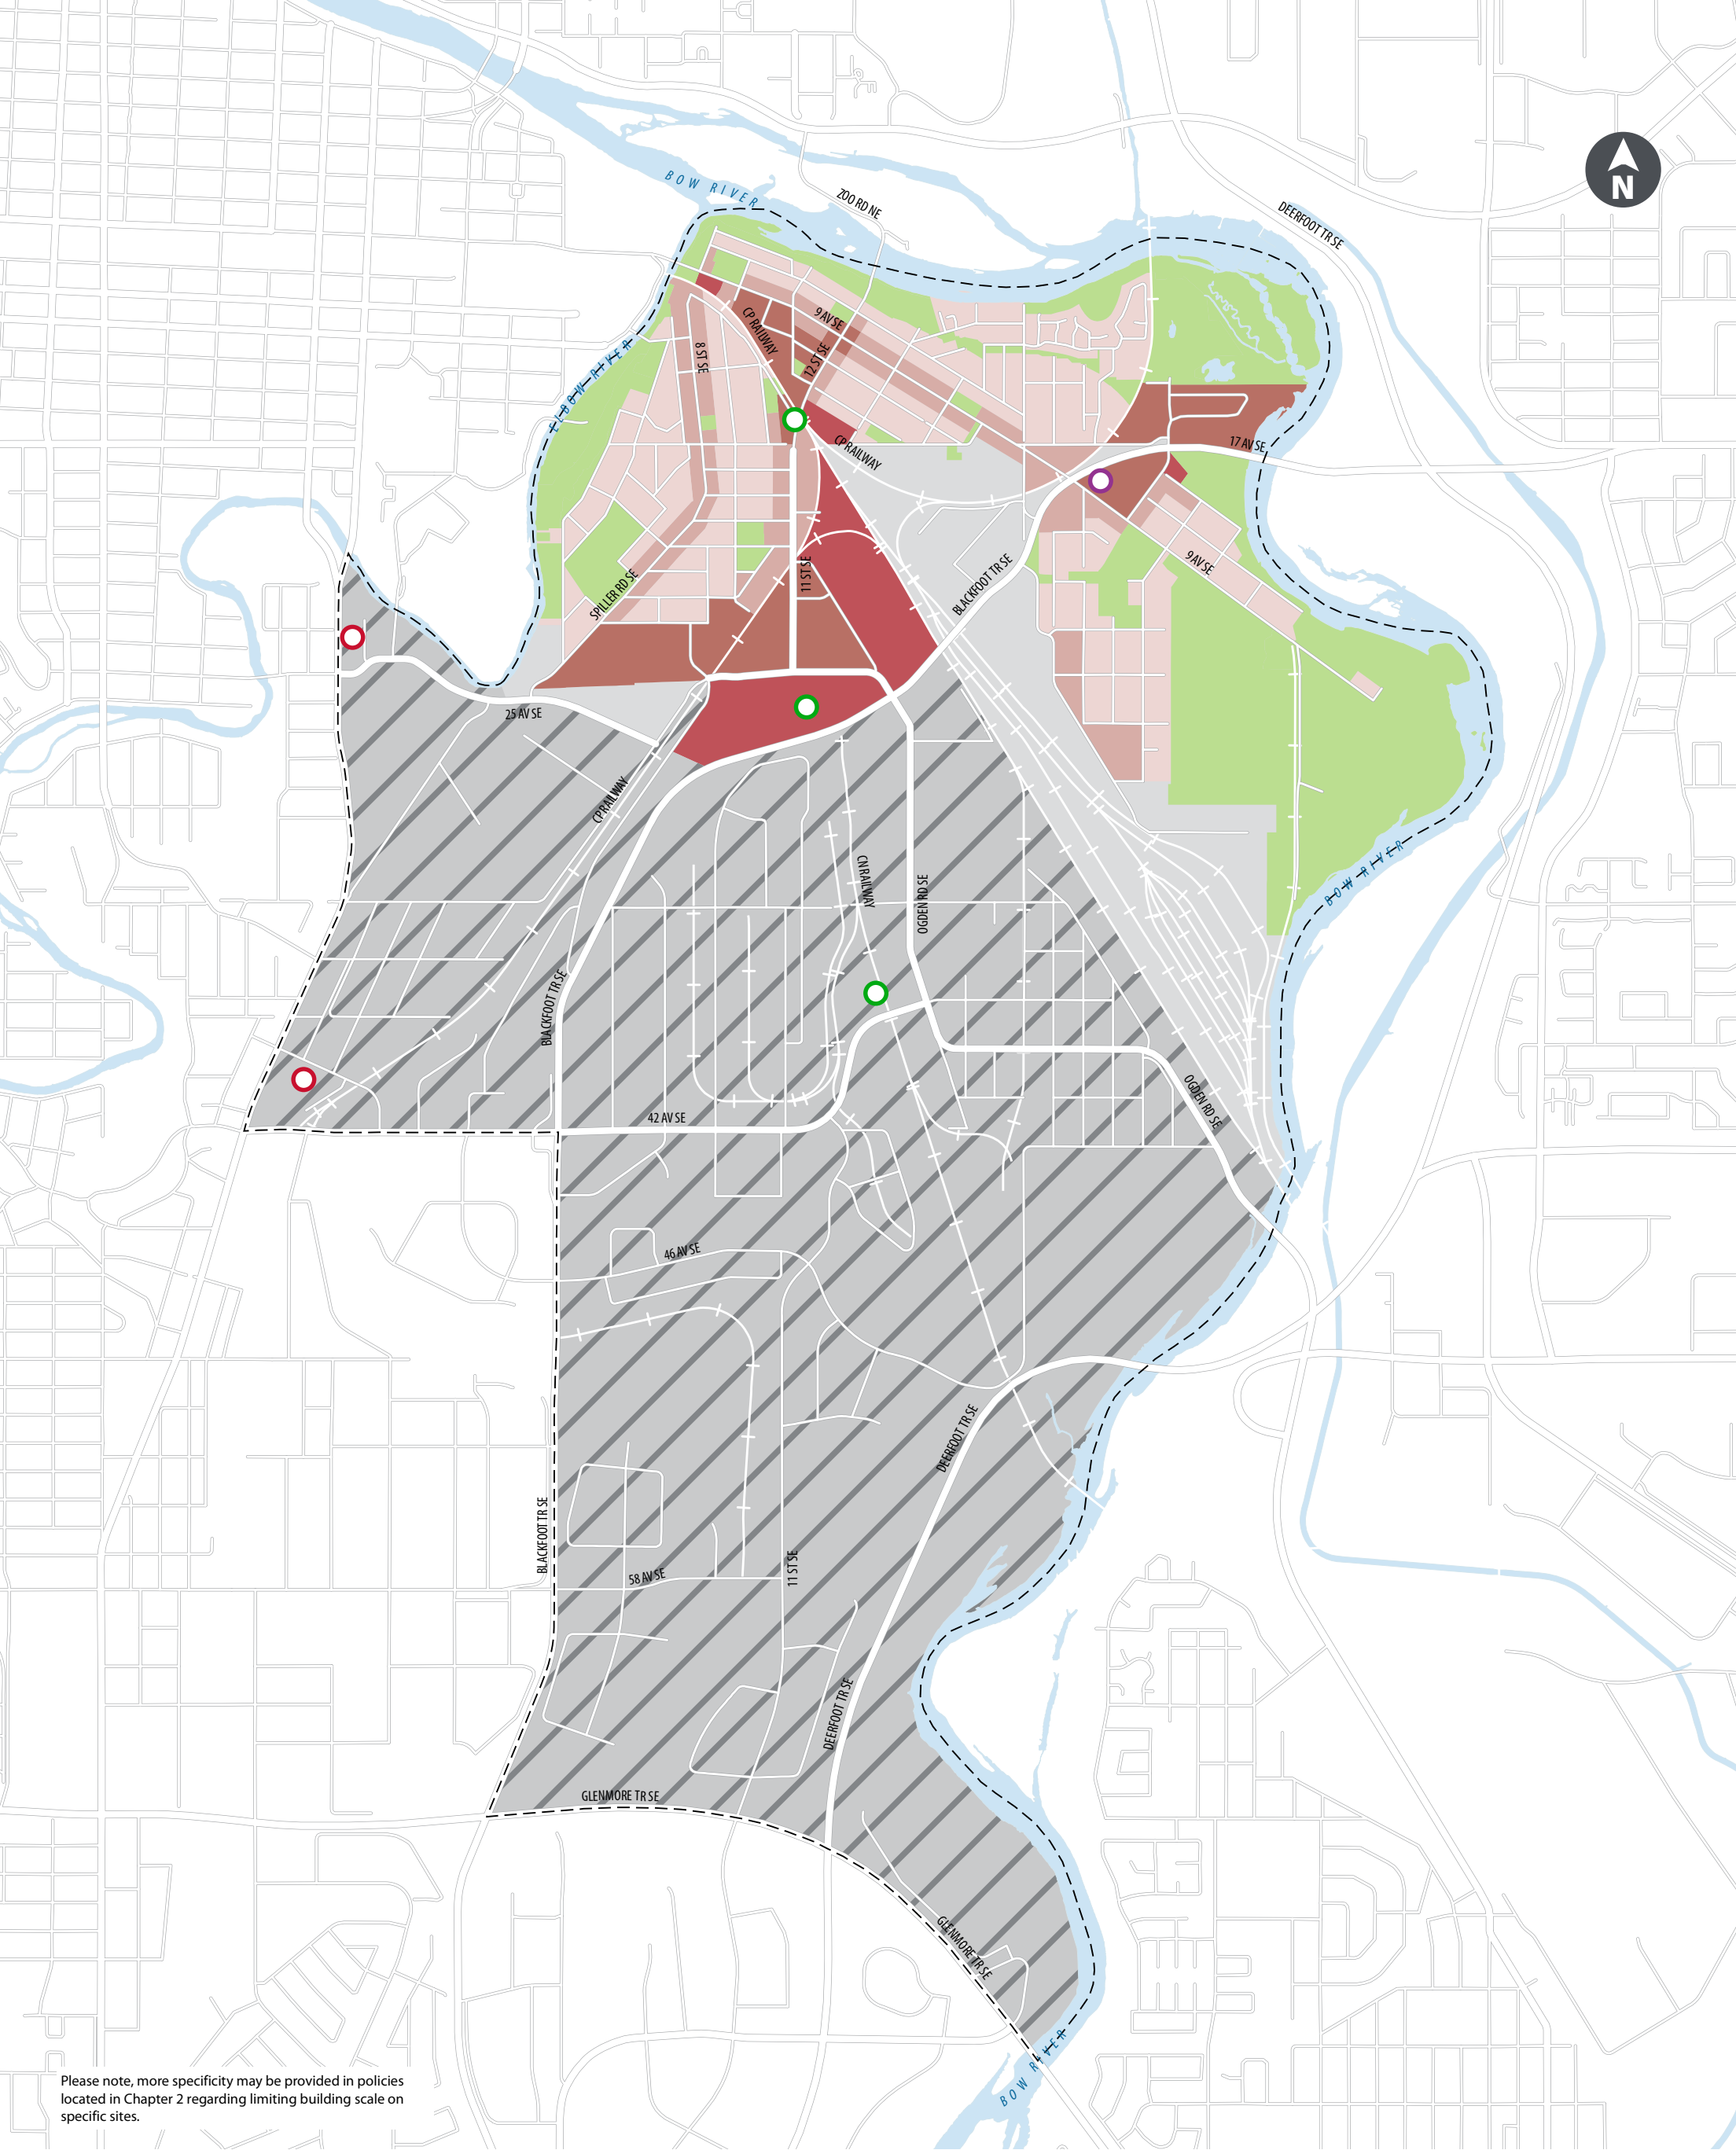 BOW RIVER
ZOO RD NE
DEERFOOT TR SE
N
9 AV SE
CP RAILWAY
8 ST SE
12 ST SE
ELBOW RIVER
CP RAILWAY
17 AV SE
9 AV SE
11 ST SE
BLACKFOOT TR SE
SPILLER RD SE
25 AV SE
CP RAILWAY
CN RAILWAY
OGDEN RD SE
BOW RIVER
BLACKFOOT TR SE
42 AV SE
OGDEN RD SE
46 AV SE
DEERFOOT TR SE
BLACKFOOT TR SE
58 AV SE
11 ST SE
DEERFOOT TR SE
GLENMORE TR SE
GLENMORE TR SE
BOW RIVER
Please note, more specificity may be provided in policies
located in Chapter 2 regarding limiting building scale on
specific sites.